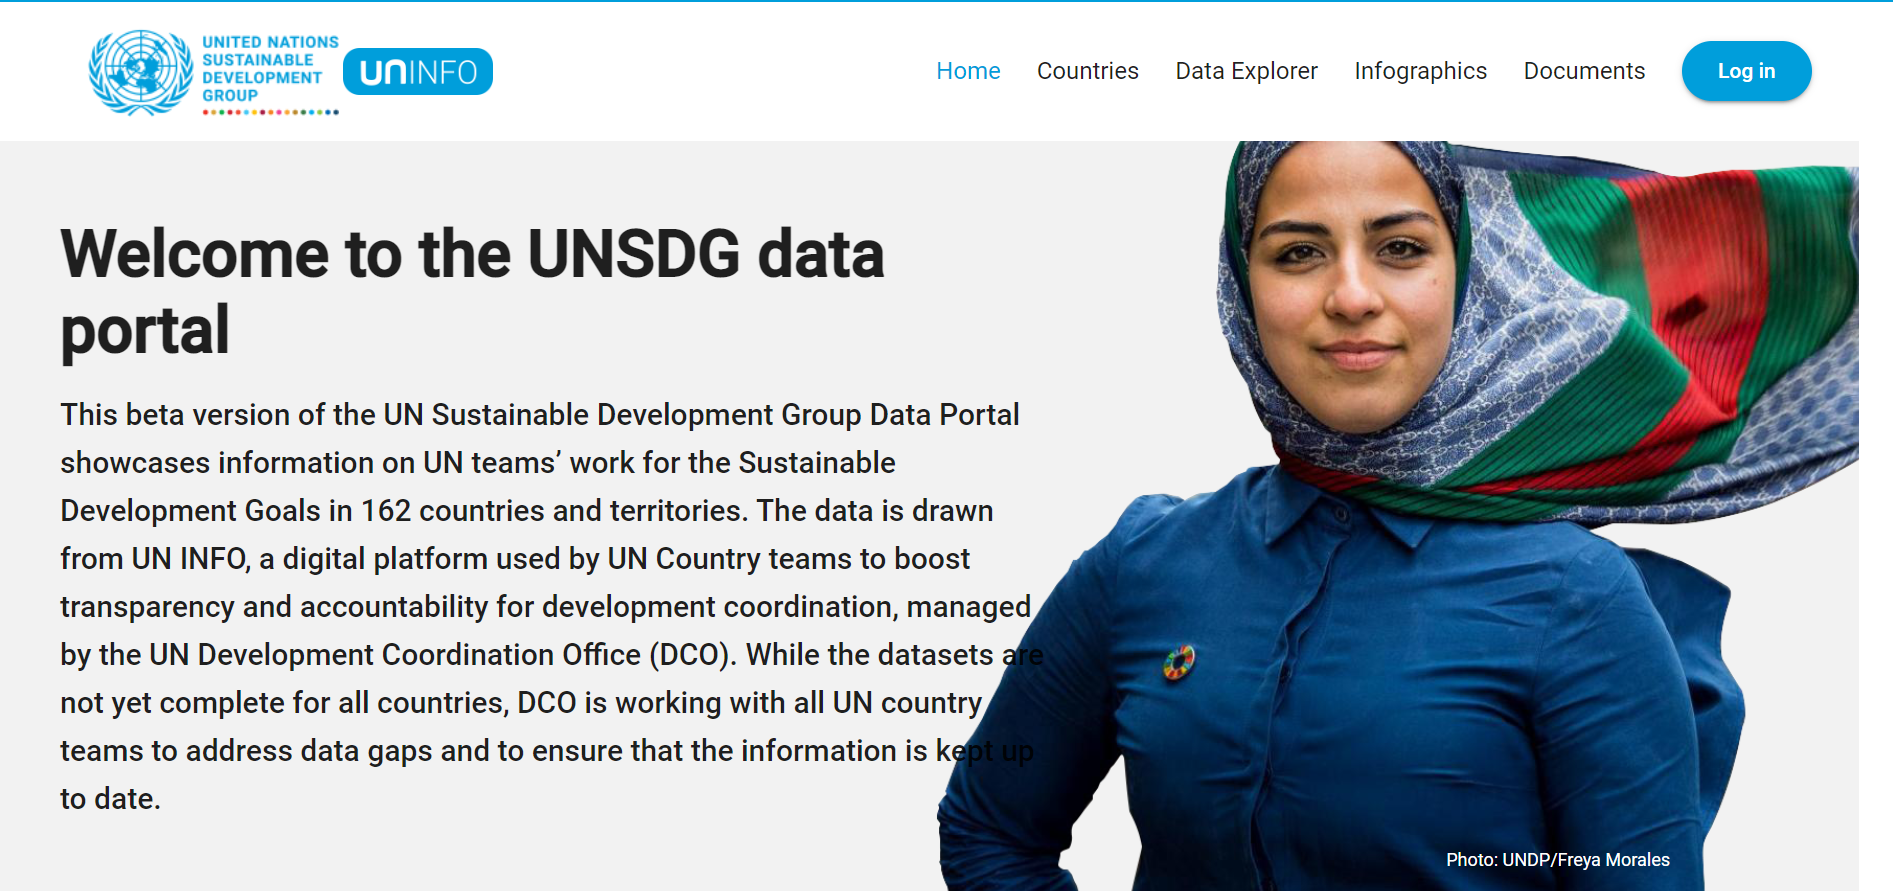 UNITED NATIONS
SUSTAINABLE
DEVELOPMENT
GROUP
UNINFO
Home Countries Data Explorer Infographics Documents Log in
Welcome to the UNSDG data
portal
This beta version of the UN Sustainable Development Group Data Portal
showcases information on UN teams’ work for the Sustainable
Development Goals in 162 countries and territories. The data is drawn
from UN INFO, a digital platform used by UN Country teams to boost
transparency and accountability for development coordination, managed
by the UN Development Coordination Office (DCO). While the datasets are
not yet complete for all countries, DCO is working with all UN country
teams to address data gaps and to ensure that the information is kept up
to date.
Photo: UNDP/Freya Morales